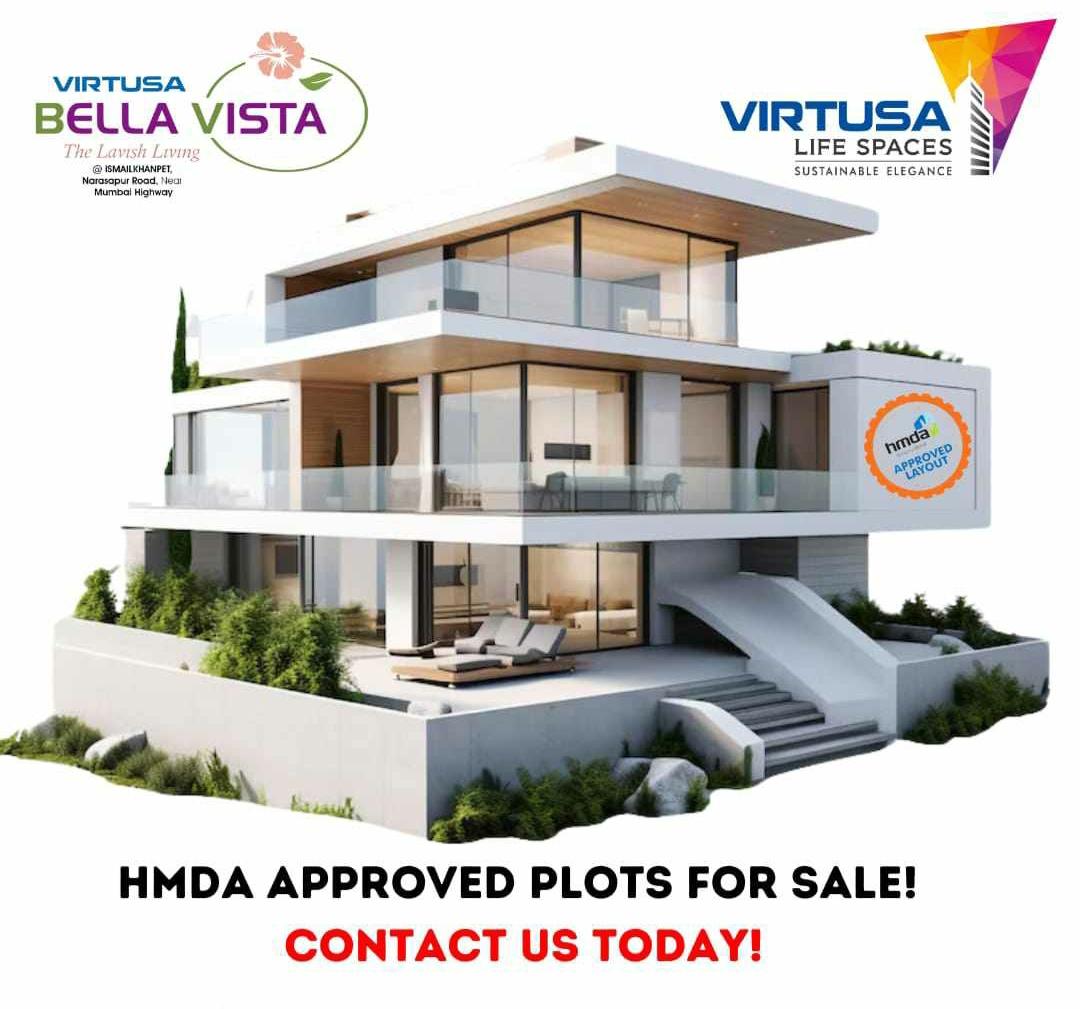 VIRTUSA
BELLA VISTA
The Lavish Living
@ ISMAILKHANPET,
Narasapur Road, Near
Mumbai Highway
VIRTUSA
LIFE SPACES
SUSTAINABLE ELEGANCE
hmda
APPROVED
LAYOUT
HMDA APPROVED PLOTS FOR SALE!
CONTACT US TODAY!